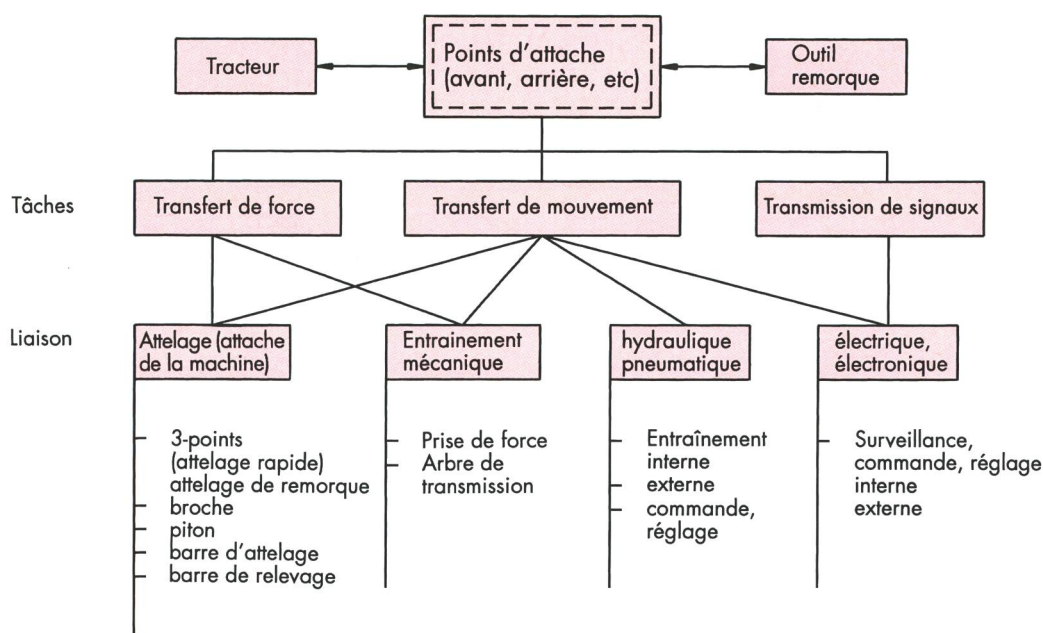 Tracteur
Points d'attache
(avant, arrière, etc)
Outil
remorque
Tâches
Transfert de force
Transfert de mouvement
Transmission de signaux
Liaison
Attelage (attache
de la machine)
Entrainement
mécanique
hydraulique
pneumatique
électrique,
électronique
3-points
(attelage rapide)
attelage de remorque
broche
piton
barre d'attelage
barre de relevage
Prise de force
Arbre de
transmission
Entraînement
interne
externe
commande,
réglage
Surveillance,
commande, réglage
interne
externe